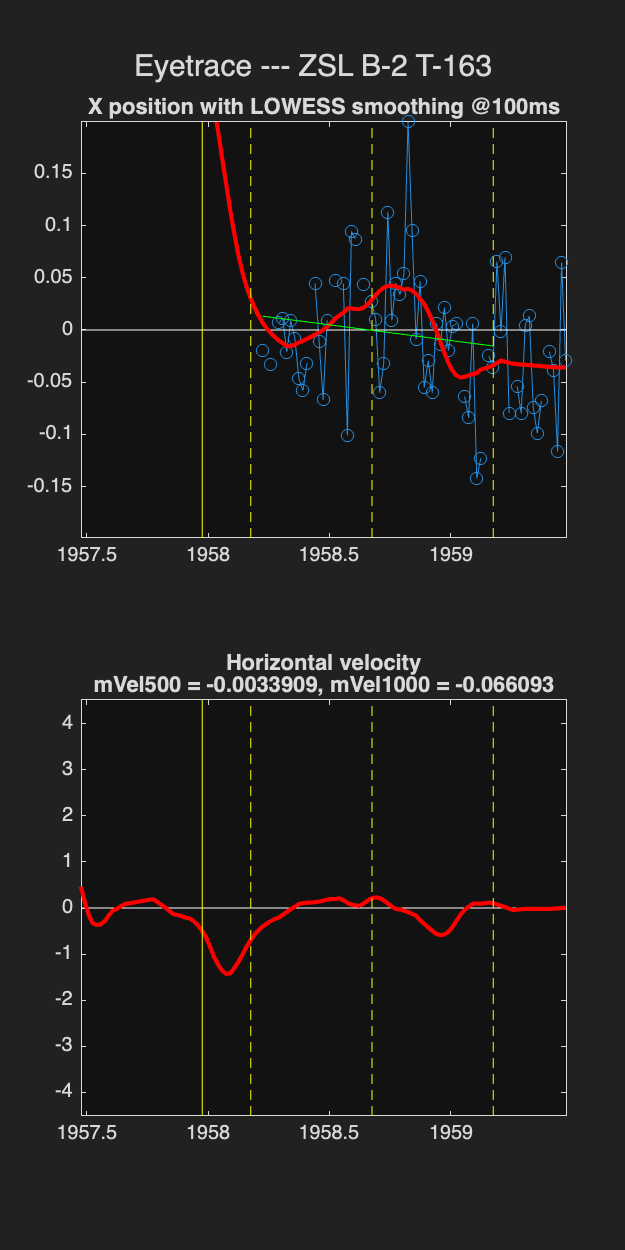 Eyetrace --- ZSL B-2 T-163
X position with LOWESS smoothing @100ms
0.15
0.1
0.05
0
-0.05
-0.1
-0.15
1957.5 1958 1958.5 1959
Horizontal velocity
mVel500 = -0.0033909, mVel1000 = -0.066093
4
3
2
1
0
-1
-2
-3
-4
1957.5 1958 1958.5 1959